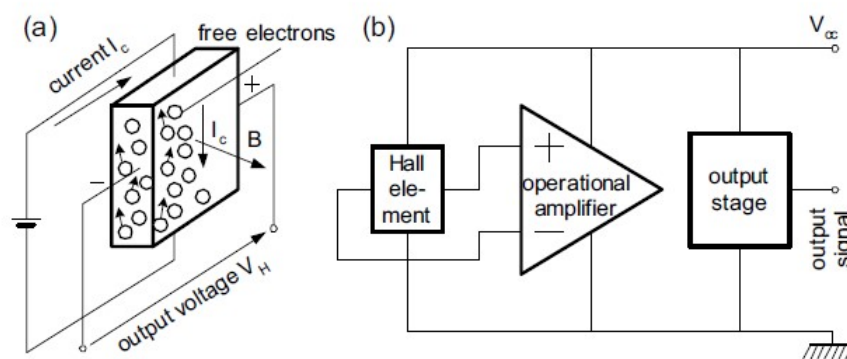 (a)
free electrons
current I_c
+
I_c
B
−
output voltage V_H
(b)
V_cc
Hall
ele-
ment
+
operational
amplifier
−
output
stage
output
signal